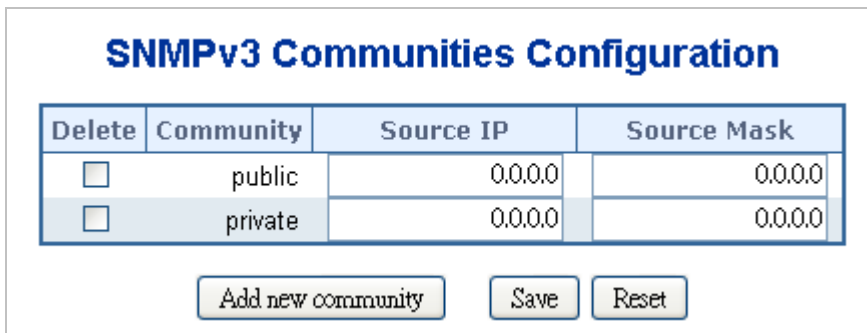 SNMPv3 Communities Configuration
Delete Community Source IP Source Mask
public 0.0.0.0 0.0.0.0
private 0.0.0.0 0.0.0.0
Add new community Save Reset